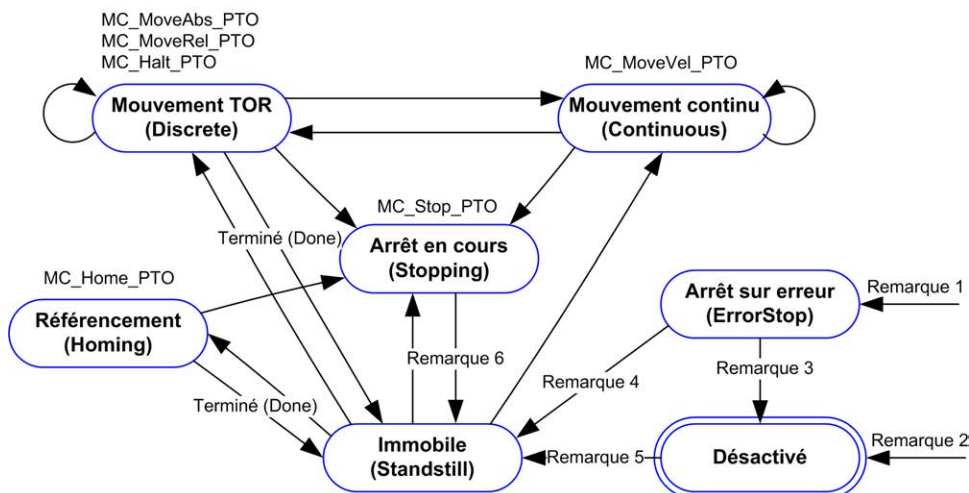 MC_MoveAbs_PTO
MC_MoveRel_PTO
MC_Halt_PTO
MC_MoveVel_PTO
Mouvement TOR
(Discrete)
Mouvement continu
(Continuous)
MC_Stop_PTO
Terminé (Done)
Arrêt en cours
(Stopping)
MC_Home_PTO
Référencement
(Homing)
Arrêt sur erreur
(ErrorStop)
Remarque 1
Remarque 6
Remarque 4
Remarque 3
Terminé (Done)
Immobile
(Standstill)
Remarque 5
Désactivé
Remarque 2